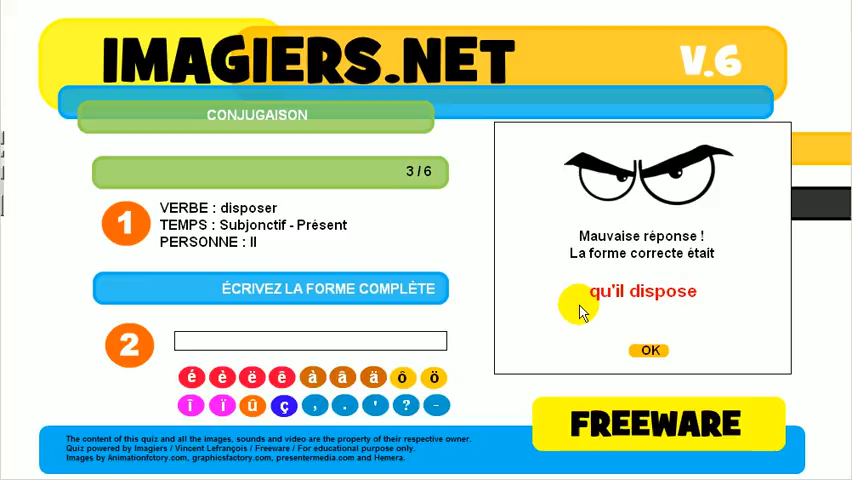 IMAGIERS.NET
V.6
CONJUGAISON
3 / 6
1
VERBE : disposer
TEMPS : Subjonctif - Présent
PERSONNE : Il
ÉCRIVEZ LA FORME COMPLÈTE
2
é è ë ê à â ä ô ö
î ï û ç , . ' ? -
Mauvaise réponse !
La forme correcte était
qu'il dispose
OK
FREEWARE
The content of this quiz and all the images, sounds and video are the property of their respective owner.
Quiz powered by Imagiers / Vincent Lefrançois / Freeware / For educational purpose only.
Images by Animationfctory.com, graphicsfactory.com, presentermedia.com and Hemera.